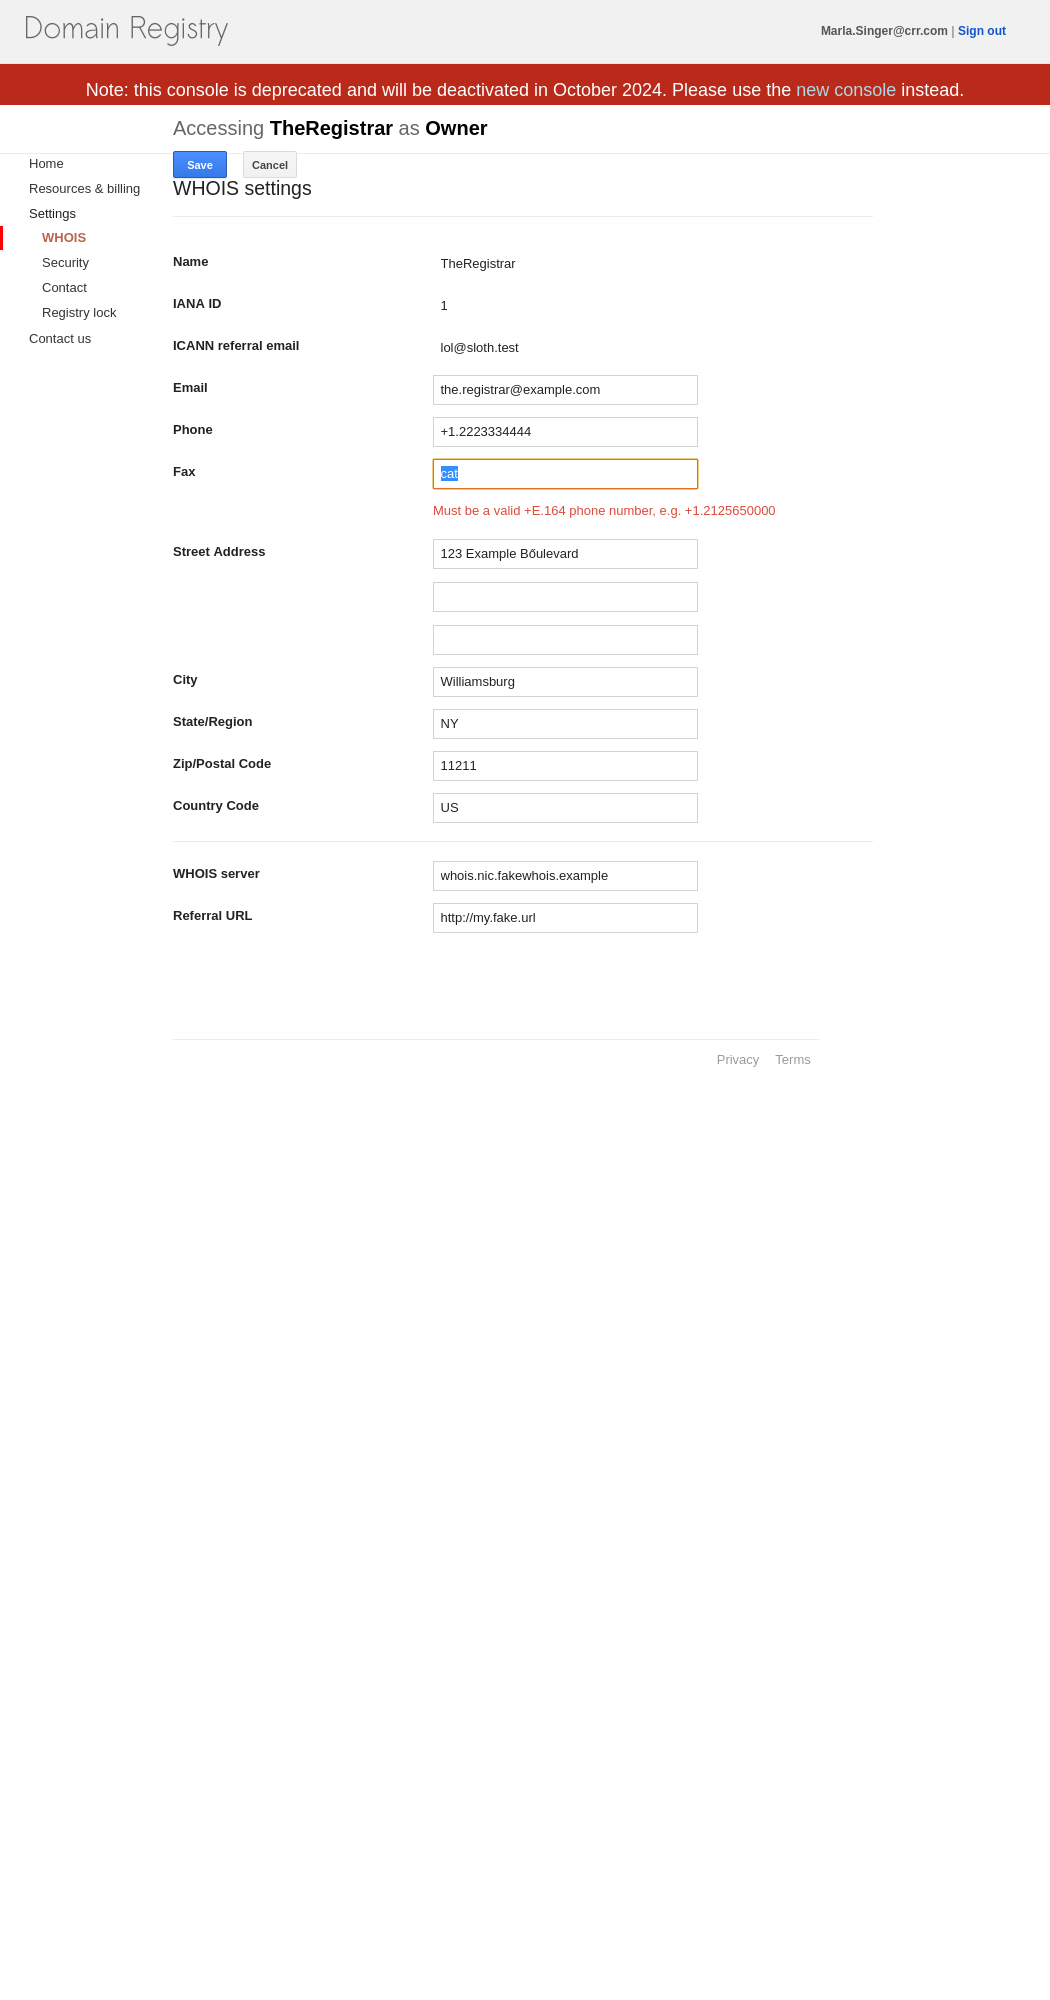 Domain Registry
Marla.Singer@crr.com | Sign out
Note: this console is deprecated and will be deactivated in October 2024. Please use the new console instead.
Accessing TheRegistrar as Owner
Save Cancel
Home
Resources & billing
Settings
WHOIS
Security
Contact
Registry lock
Contact us
WHOIS settings
Name TheRegistrar
IANA ID 1
ICANN referral email lol@sloth.test
Email the.registrar@example.com
Phone +1.2223334444
Fax cat
Must be a valid +E.164 phone number, e.g. +1.2125650000
Street Address 123 Example Bőulevard
City Williamsburg
State/Region NY
Zip/Postal Code 11211
Country Code US
WHOIS server whois.nic.fakewhois.example
Referral URL http://my.fake.url
Privacy Terms